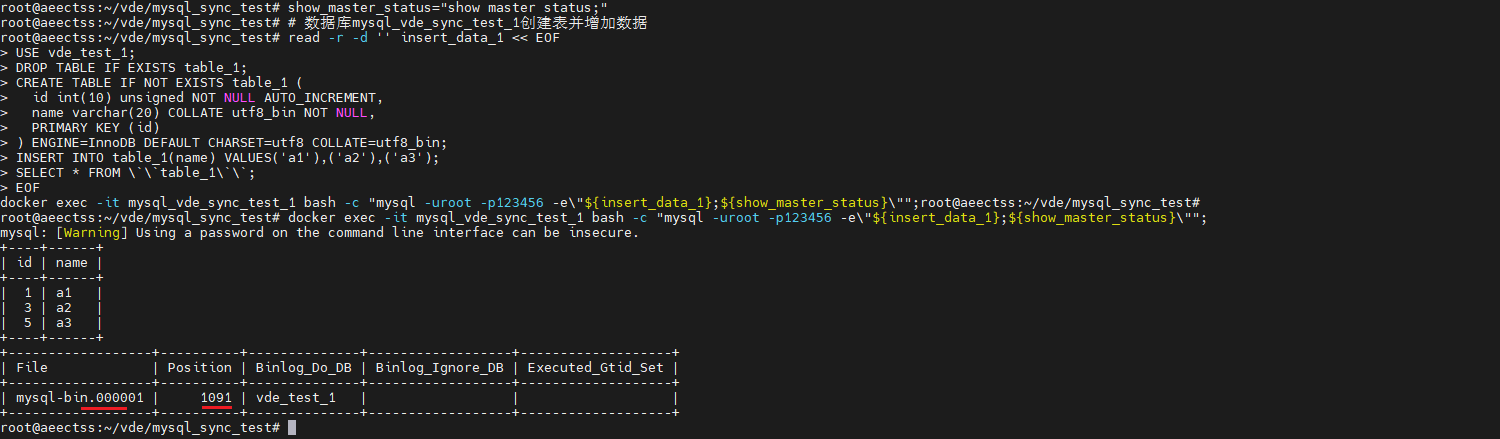 root@aeectss:~/vde/mysql_sync_test# show_master_status="show master status;"
root@aeectss:~/vde/mysql_sync_test# # 数据库mysql_vde_sync_test_1创建表并增加数据
root@aeectss:~/vde/mysql_sync_test# read -r -d '' insert_data_1 << EOF
> USE vde_test_1;
> DROP TABLE IF EXISTS table_1;
> CREATE TABLE IF NOT EXISTS table_1 (
>   id int(10) unsigned NOT NULL AUTO_INCREMENT,
>   name varchar(20) COLLATE utf8_bin NOT NULL,
>   PRIMARY KEY (id)
> ) ENGINE=InnoDB DEFAULT CHARSET=utf8 COLLATE=utf8_bin;
> INSERT INTO table_1(name) VALUES('a1'),('a2'),('a3');
> SELECT * FROM \`\`table_1\`\`;
> EOF
docker exec -it mysql_vde_sync_test_1 bash -c "mysql -uroot -p123456 -e\"${insert_data_1};${show_master_status}\"";root@aeectss:~/vde/mysql_sync_test#
root@aeectss:~/vde/mysql_sync_test# docker exec -it mysql_vde_sync_test_1 bash -c "mysql -uroot -p123456 -e\"${insert_data_1};${show_master_status}\"";
mysql: [Warning] Using a password on the command line interface can be insecure.
+----+------+
| id | name |
+----+------+
|  1 | a1   |
|  3 | a2   |
|  5 | a3   |
+----+------+
+------------------+----------+--------------+------------------+-------------------+
| File             | Position | Binlog_Do_DB | Binlog_Ignore_DB | Executed_Gtid_Set |
+------------------+----------+--------------+------------------+-------------------+
| mysql-bin.000001 |     1091 | vde_test_1   |                  |                   |
+------------------+----------+--------------+------------------+-------------------+
root@aeectss:~/vde/mysql_sync_test#